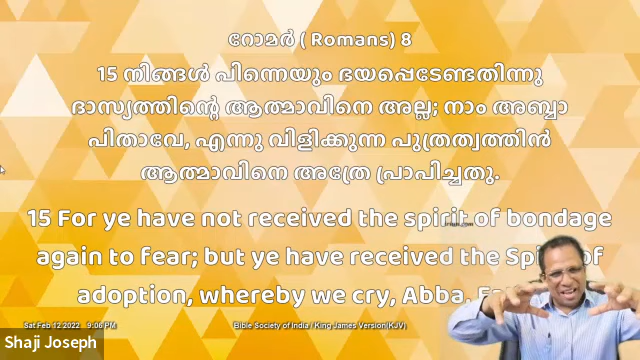 റോമർ ( Romans) 8
15 നിങ്ങൾ പിന്നെയും ഭയപ്പെടേണ്ടതിന്നു
ദാസ്യത്തിന്റെ ആത്മാവിനെ അല്ല; നാം അബ്ബാ
പിതാവേ, എന്നു വിളിക്കുന്ന പുത്രത്വത്തിൻ
ആത്മാവിനെ അത്രേ പ്രാപിച്ചതു.
15 For ye have not received the spirit of bondage
again to fear; but ye have received the of
adoption, whereby we cry, Abba,
Sat Feb 12 2022 9:06 PM
Bible Society of India / King James Version(KJV)
Shaji Joseph